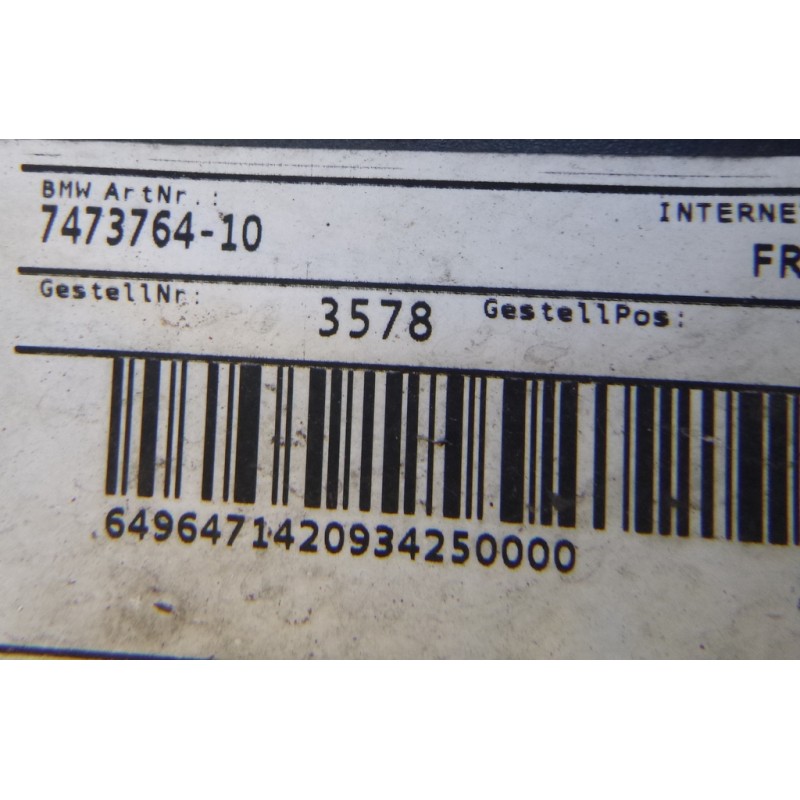 BMW ArtNr.:
7473764-10
INTERNE
FR
GestellNr:
3578
GestellPos:
6496471420934250000